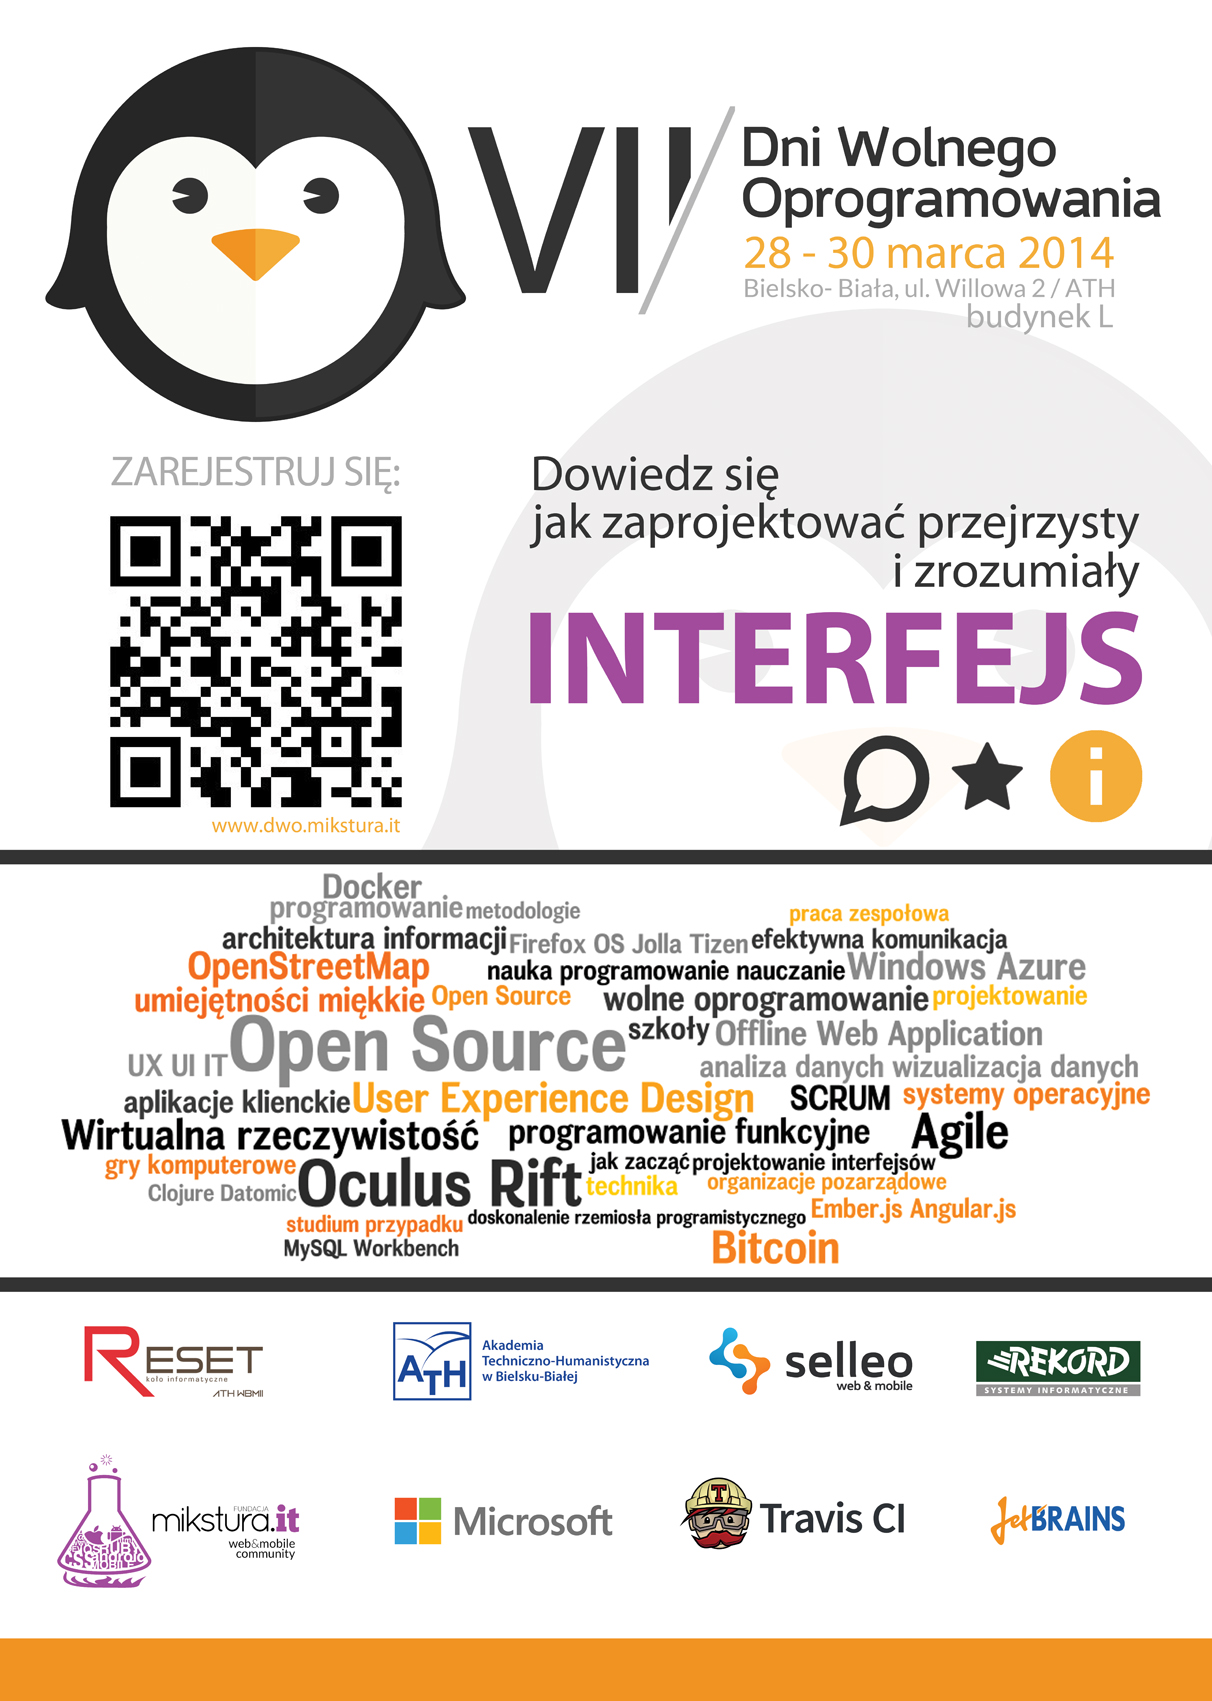 VII
Dni Wolnego
Oprogramowania
28 - 30 marca 2014
Bielsko- Biała, ul. Willowa 2 / ATH
budynek L
ZAREJESTRUJ SIĘ:
www.dwo.mikstura.it
Dowiedz się
jak zaprojektować przejrzysty
i zrozumiały
INTERFEJS
i
Docker
programowanie metodologie
praca zespołowa
architektura informacji Firefox OS Jolla Tizen efektywna komunikacja
OpenStreetMap nauka programowanie nauczanie Windows Azure
umiejętności miękkie Open Source wolne oprogramowanie projektowanie
Open Source szkoły Offline Web Application
UX UI IT analiza danych wizualizacja danych
aplikacje klienckie User Experience Design SCRUM systemy operacyjne
Wirtualna rzeczywistość programowanie funkcyjne Agile
gry komputerowe Oculus Rift jak zacząć projektowanie interfejsów
Clojure Datomic technika organizacje pozarządowe
studium przypadku doskonalenie rzemiosła programistycznego Ember.js Angular.js
MySQL Workbench Bitcoin
RESET
koło informatyczne
ATH WBMiI
ATH
Akademia
Techniczno-Humanistyczna
w Bielsku-Białej
selleo
web & mobile
REKORD
SYSTEMY INFORMATYCZNE
FUNDACJA
mikstura.it
web&mobile
community
RUBY
CSS android
MOBILE
Microsoft
T
Travis CI
JetBRAINS